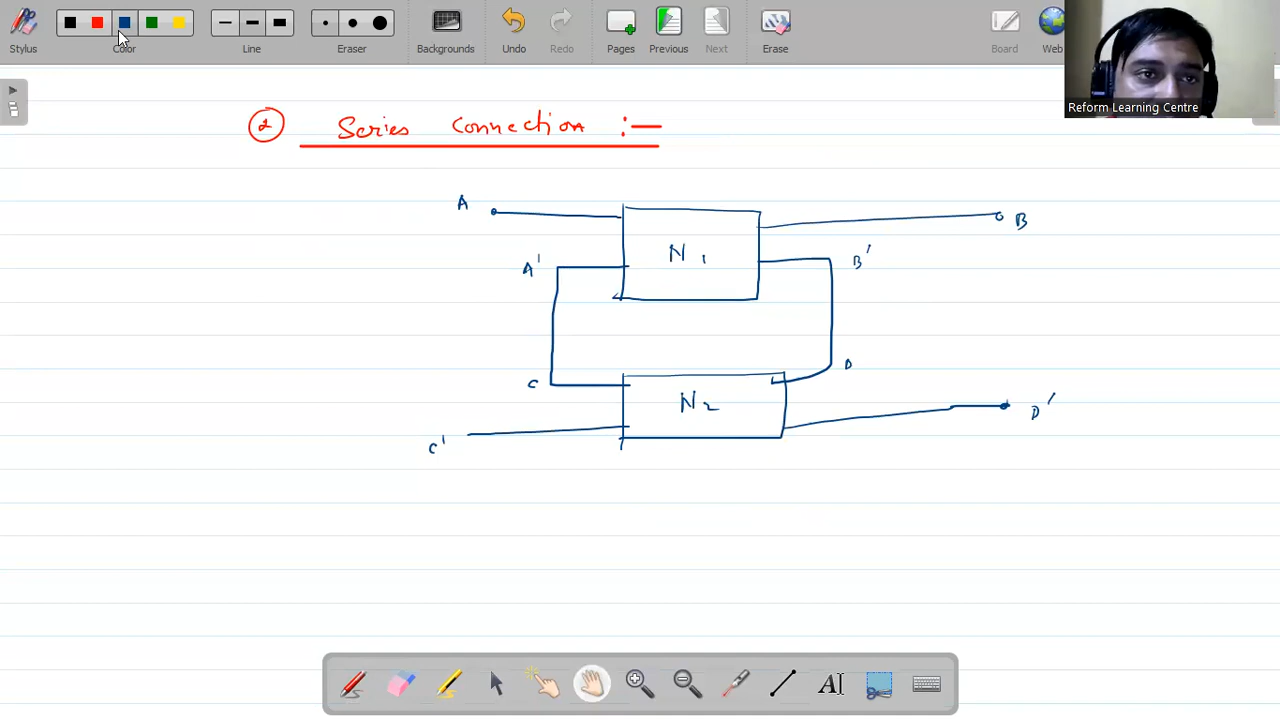 Stylus
Color
Line
Eraser
Backgrounds
Undo
Redo
Pages
Previous
Next
Erase
Board
Web
Reform Learning Centre
2 Series Connection :—
A
N1
B
A'
B'
C
N2
D
C'
D'